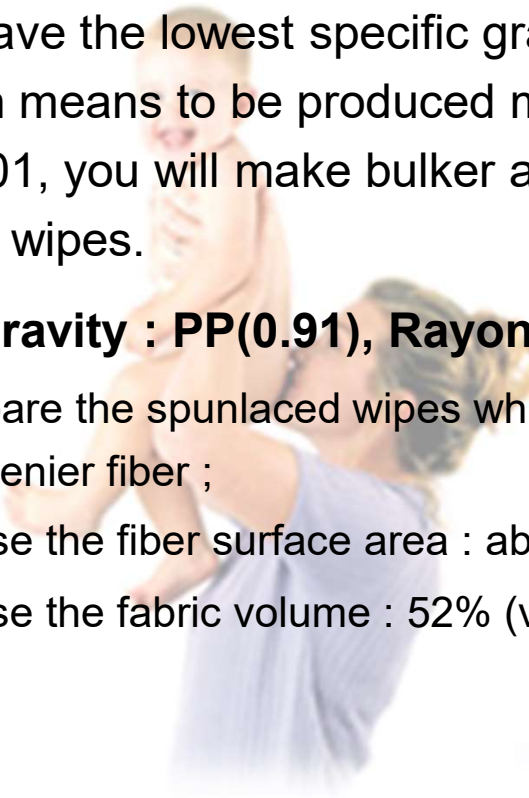 ave the lowest specific gra
means to be produced
01, you will make bulker a
wipes.
ravity : PP(0.91), Rayon
are the spunlaced wipes wh
enier fiber ;
se the fiber surface area : ab
se the fabric volume : 52% (v